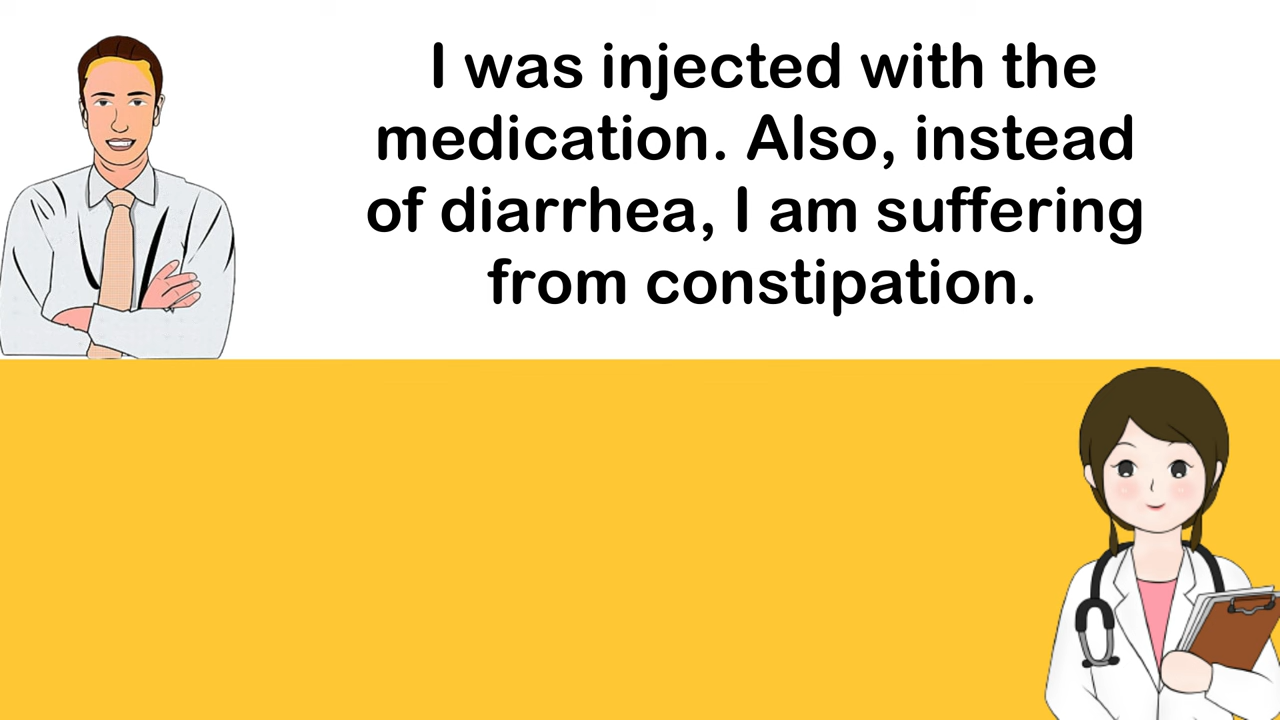 I was injected with the
medication. Also, instead
of diarrhea, I am suffering
from constipation.